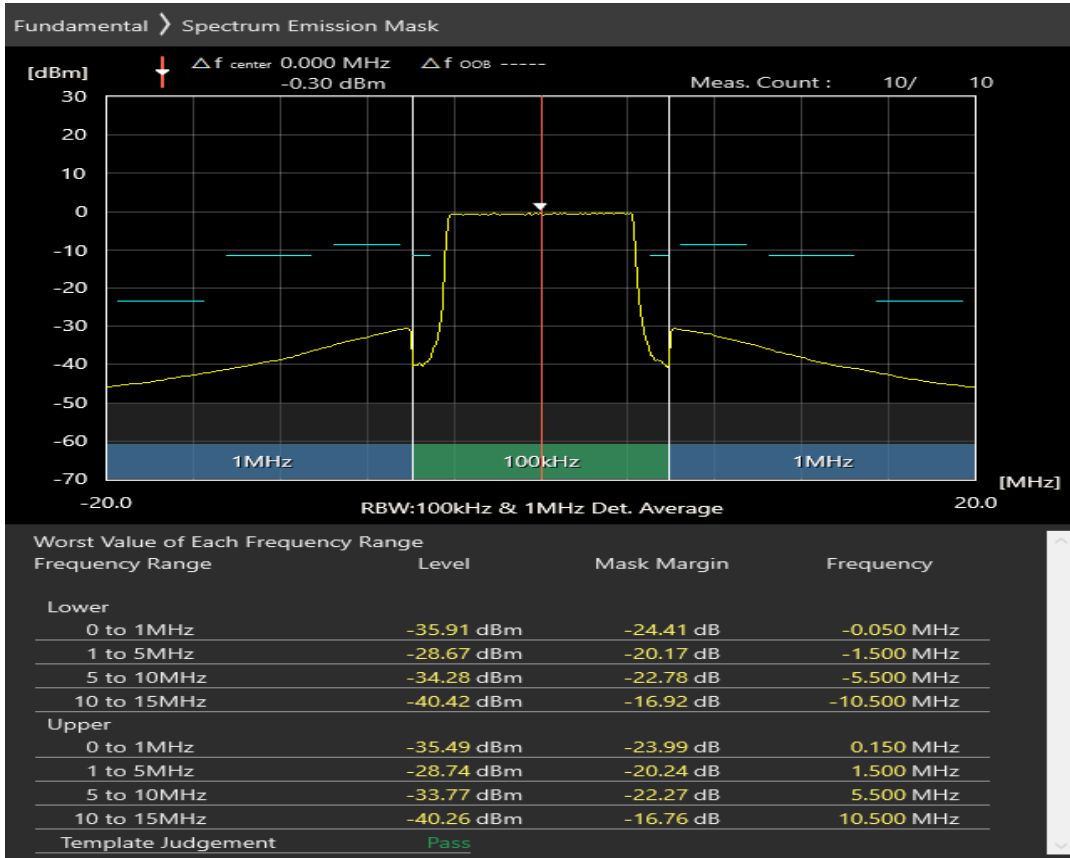 Fundamental ❯ Spectrum Emission Mask
[dBm] △f center 0.000 MHz △f OOB -----
-0.30 dBm Meas. Count : 10/ 10
30
20
10
0
-10
-20
-30
-40
-50
-60
1MHz 100kHz 1MHz
-70 [MHz]
-20.0 RBW:100kHz & 1MHz Det. Average 20.0
Worst Value of Each Frequency Range
Frequency Range Level Mask Margin Frequency
Lower
0 to 1MHz -35.91 dBm -24.41 dB -0.050 MHz
1 to 5MHz -28.67 dBm -20.17 dB -1.500 MHz
5 to 10MHz -34.28 dBm -22.78 dB -5.500 MHz
10 to 15MHz -40.42 dBm -16.92 dB -10.500 MHz
Upper
0 to 1MHz -35.49 dBm -23.99 dB 0.150 MHz
1 to 5MHz -28.74 dBm -20.24 dB 1.500 MHz
5 to 10MHz -33.77 dBm -22.27 dB 5.500 MHz
10 to 15MHz -40.26 dBm -16.76 dB 10.500 MHz
Template Judgement Pass